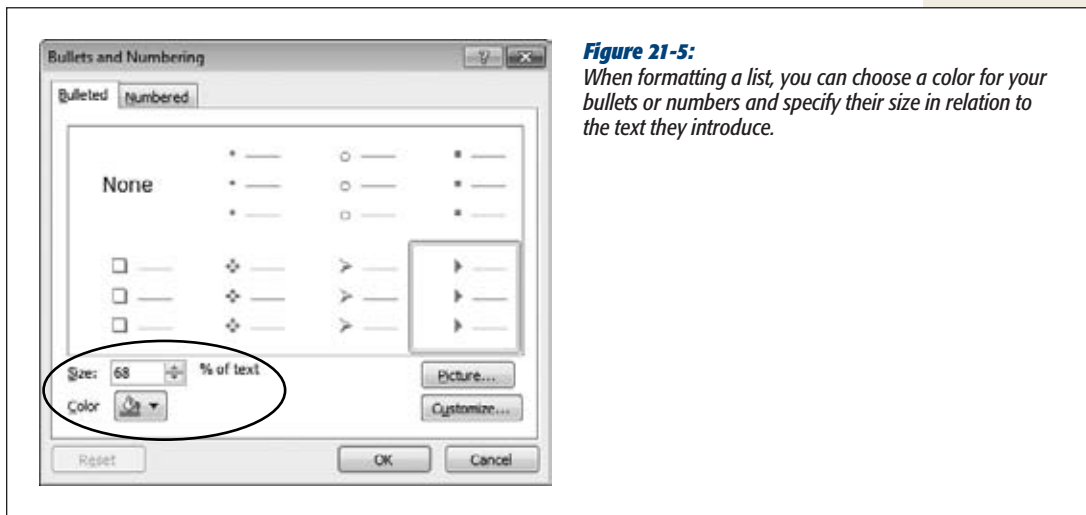 Bullets and Numbering
Bulleted Numbered
None
Size: 68 % of text
Color
Picture...
Customize...
Reset OK Cancel
Figure 21-5:
When formatting a list, you can choose a color for your
bullets or numbers and specify their size in relation to
the text they introduce.